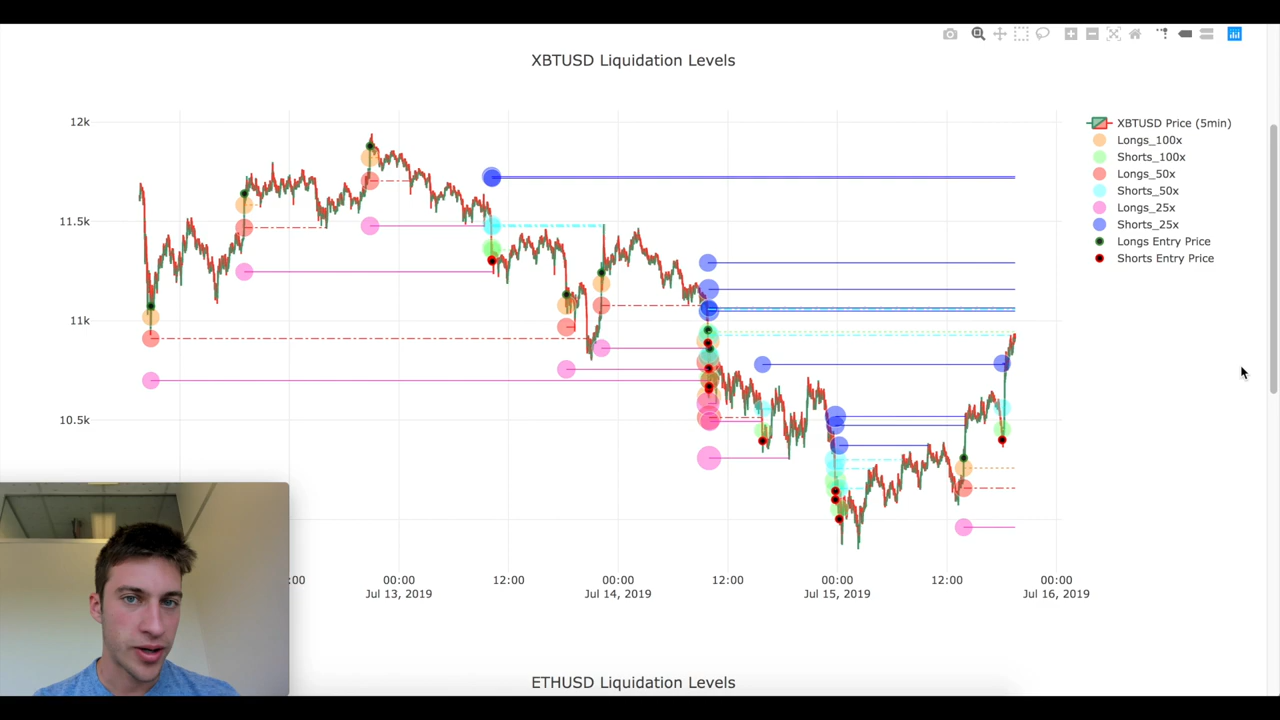 XBTUSD Liquidation Levels
12k
11.5k
11k
10.5k
XBTUSD Price (5min)
Longs_100x
Shorts_100x
Longs_50x
Shorts_50x
Longs_25x
Shorts_25x
Longs Entry Price
Shorts Entry Price
:00 00:00 12:00 00:00 12:00 00:00 12:00 00:00
Jul 13, 2019 Jul 14, 2019 Jul 15, 2019 Jul 16, 2019
ETHUSD Liquidation Levels